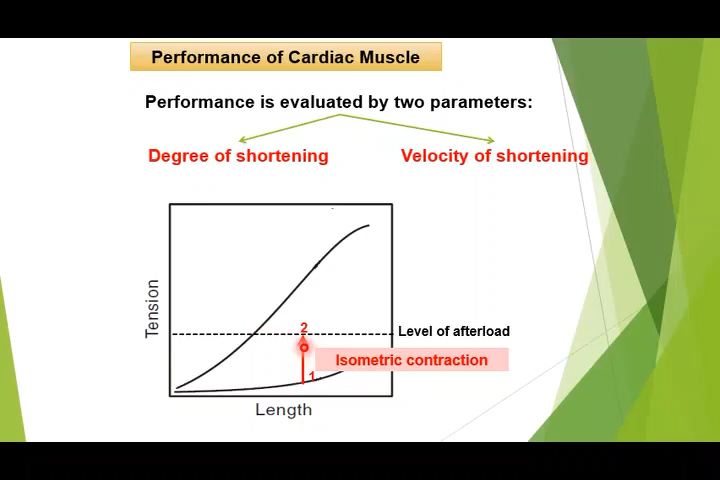 Performance of Cardiac Muscle
Performance is evaluated by two parameters:
Degree of shortening
Velocity of shortening
Tension
2
Level of afterload
Isometric contraction
1
Length